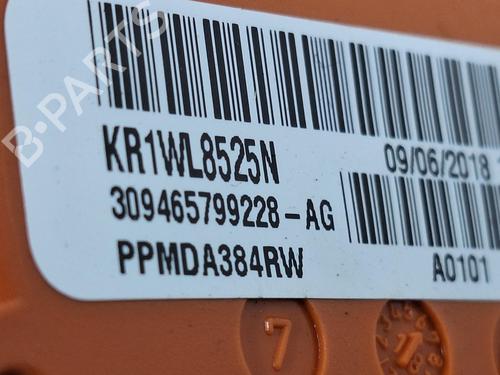 B-PARTS
KR1WL8525N
09/06/2018
309465799228-AG
PPMDA384RW
A0101
7